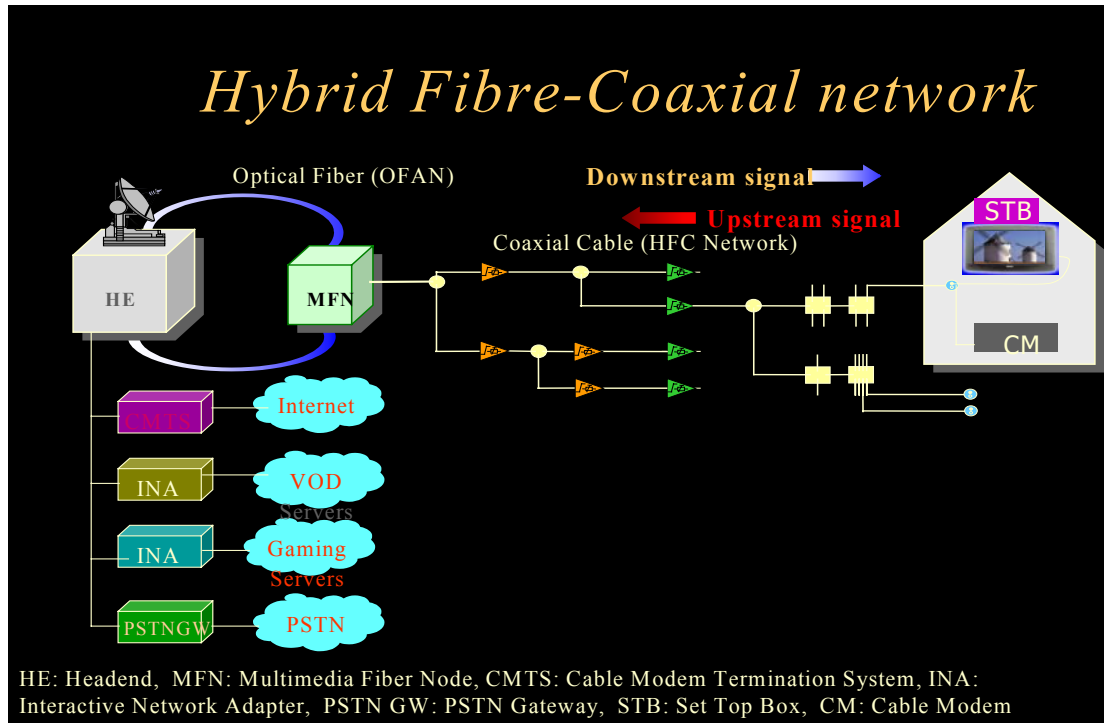 Hybrid Fibre-Coaxial network
Optical Fiber (OFAN)
Downstream signal
Upstream signal
Coaxial Cable (HFC Network)
STB
HE
MFN
CM
CMTS
Internet
INA
VOD
Servers
INA
Gaming
Servers
PSTNGW
PSTN
HE: Headend, MFN: Multimedia Fiber Node, CMTS: Cable Modem Termination System, INA:
Interactive Network Adapter, PSTN GW: PSTN Gateway, STB: Set Top Box, CM: Cable Modem